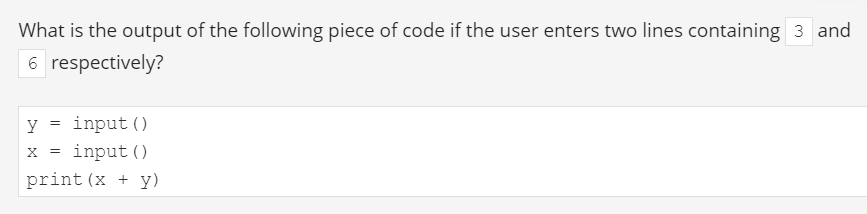 What is the output of the following piece of code if the user enters two lines containing 3 and
6 respectively?
y = input()
x = input()
print(x + y)